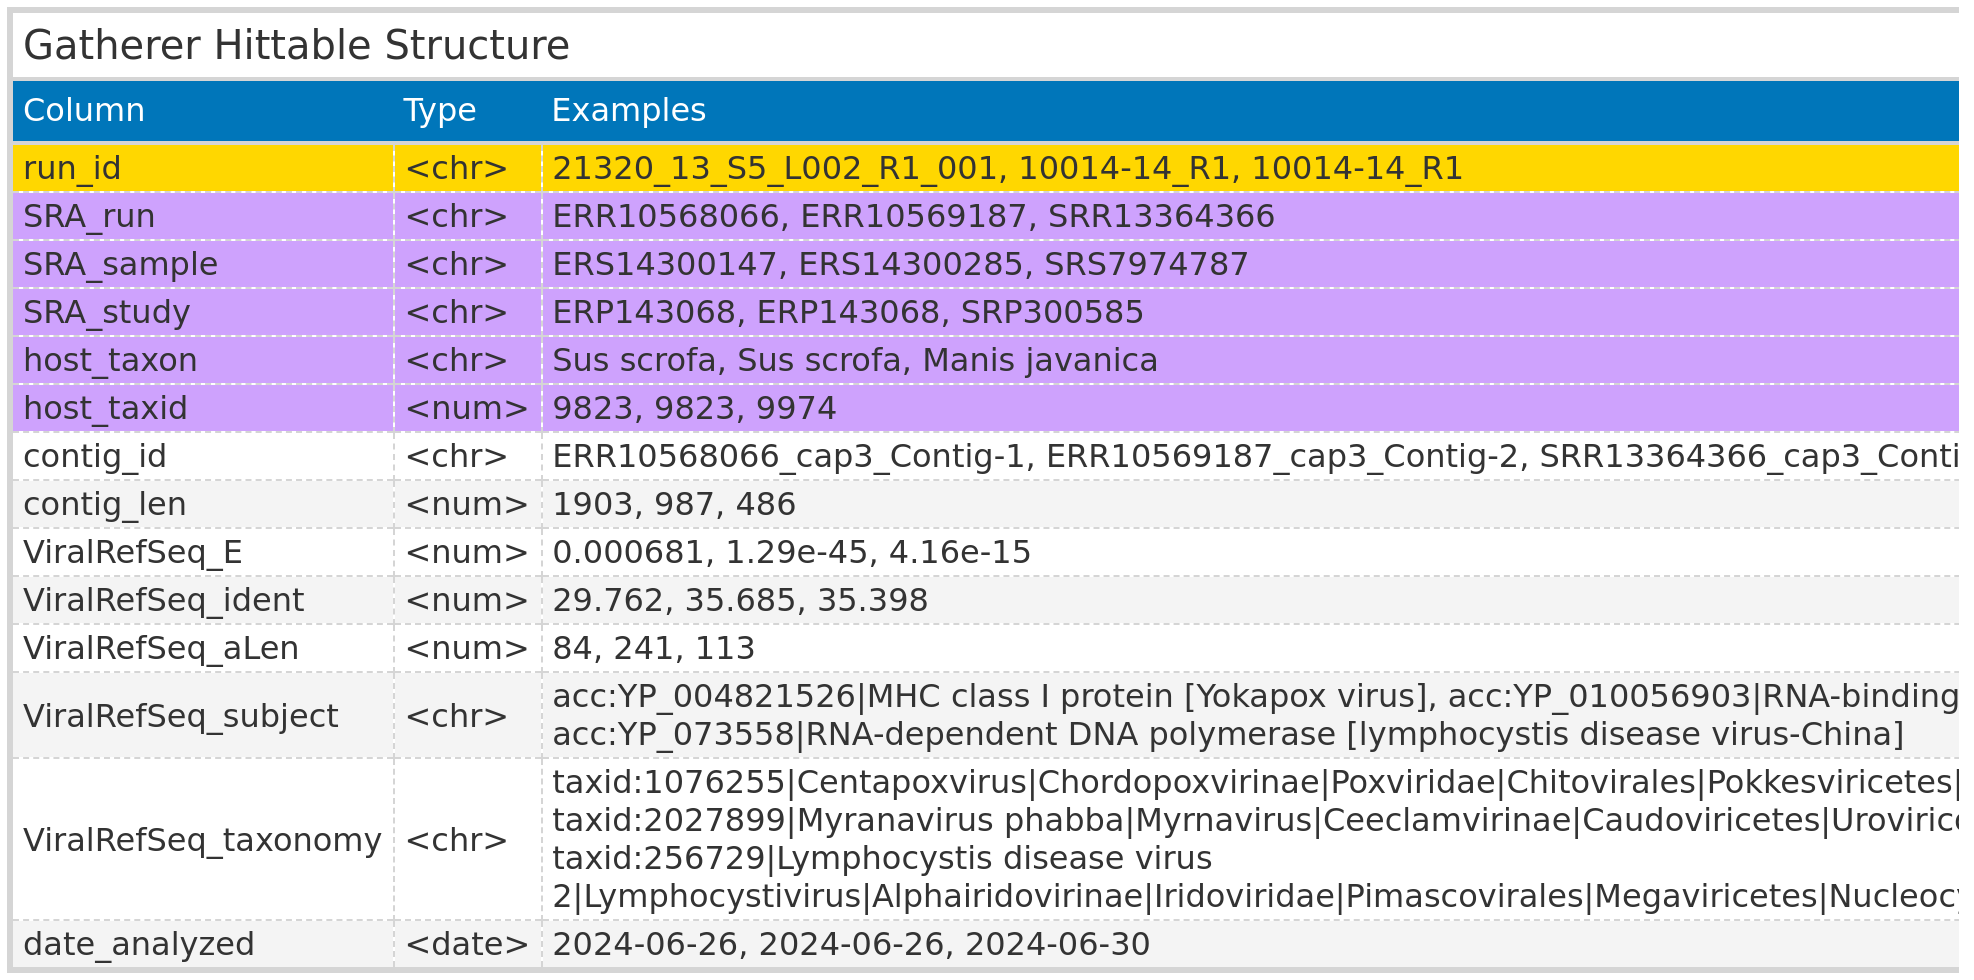 Gatherer Hittable Structure
Column Type Examples
run_id <chr> 21320_13_S5_L002_R1_001, 10014-14_R1, 10014-14_R1
SRA_run <chr> ERR10568066, ERR10569187, SRR13364366
SRA_sample <chr> ERS14300147, ERS14300285, SRS7974787
SRA_study <chr> ERP143068, ERP143068, SRP300585
host_taxon <chr> Sus scrofa, Sus scrofa, Manis javanica
host_taxid <num> 9823, 9823, 9974
contig_id <chr> ERR10568066_cap3_Contig-1, ERR10569187_cap3_Contig-2, SRR13364366_cap3_Conti
contig_len <num> 1903, 987, 486
ViralRefSeq_E <num> 0.000681, 1.29e-45, 4.16e-15
ViralRefSeq_ident <num> 29.762, 35.685, 35.398
ViralRefSeq_aLen <num> 84, 241, 113
ViralRefSeq_subject <chr> acc:YP_004821526|MHC class I protein [Yokapox virus], acc:YP_010056903|RNA-binding
acc:YP_073558|RNA-dependent DNA polymerase [lymphocystis disease virus-China]
ViralRefSeq_taxonomy <chr> taxid:1076255|Centapoxvirus|Chordopoxvirinae|Poxviridae|Chitovirales|Pokkesviricetes|
taxid:2027899|Myranavirus phabba|Myrnavirus|Ceeclamvirinae|Caudoviricetes|Uroviric
taxid:256729|Lymphocystis disease virus
2|Lymphocystivirus|Alphairidovirinae|Iridoviridae|Pimascovirales|Megaviricetes|Nucleocy
date_analyzed <date> 2024-06-26, 2024-06-26, 2024-06-30